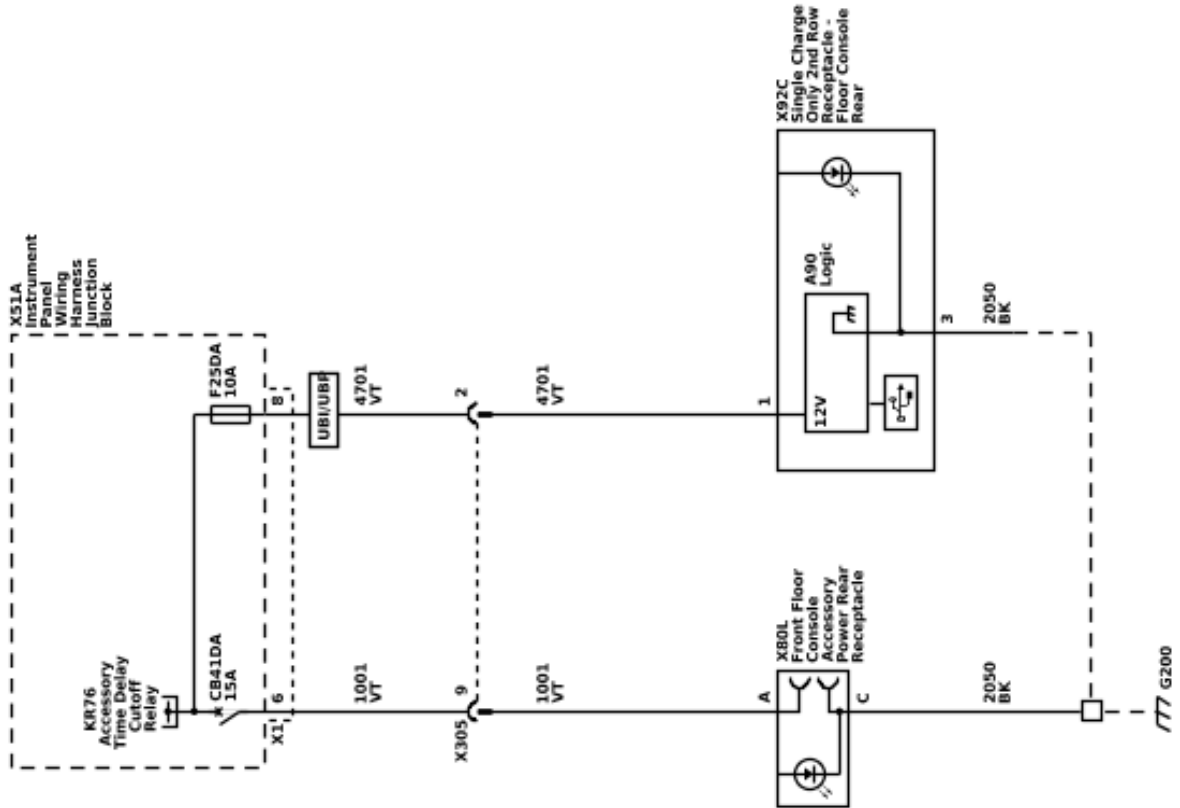 X51A
Instrument
Panel
Wiring
Harness
Junction
Block
KR76
Accessory
Time Delay
Cutoff
Relay
CB41DA
15A
F25DA
10A
X1
6
8
UBI/UBP
1001
VT
4701
VT
X305
9
2
1001
VT
4701
VT
A
1
X80L
Front Floor
Console
Accessory
Power Rear
Receptacle
C
X92C
Single Charge
Only 2nd Row
Receptacle -
Floor Console
Rear
A90
Logic
12V
3
2050
BK
2050
BK
G200